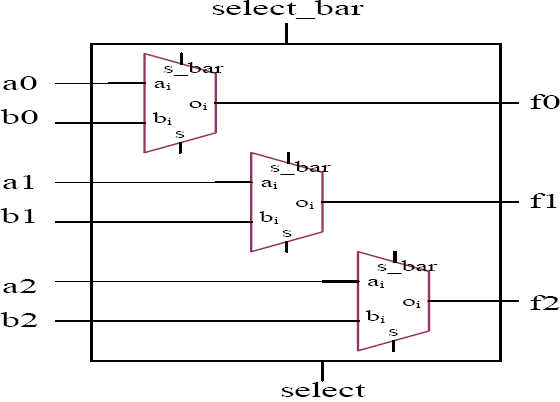 select_bar
a0
b0
s_bar
aᵢ
bᵢ
s
oᵢ
f0
a1
b1
s_bar
aᵢ
bᵢ
s
oᵢ
f1
a2
b2
s_bar
aᵢ
bᵢ
s
oᵢ
f2
select